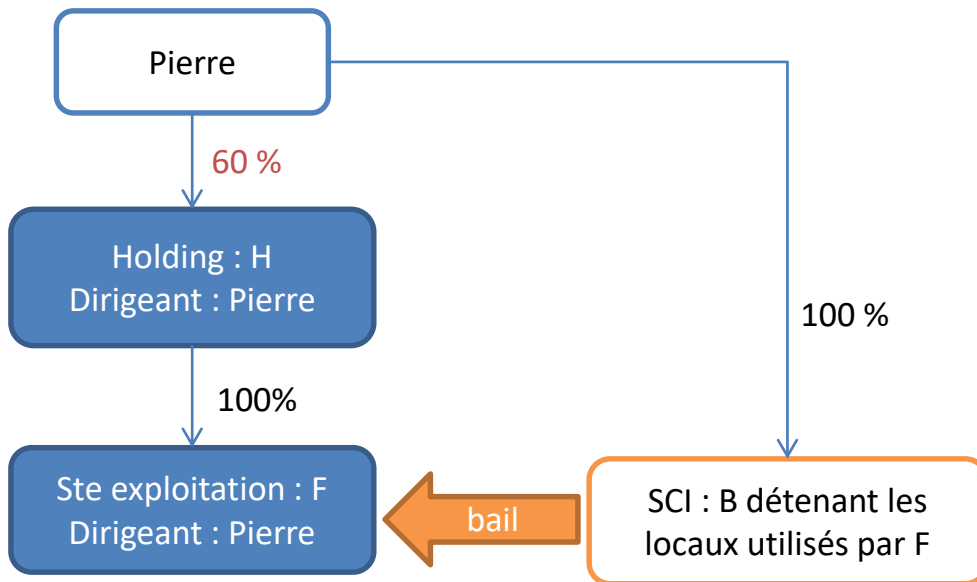 Pierre
60 %
Holding : H
Dirigeant : Pierre
100 %
100%
Ste exploitation : F
Dirigeant : Pierre
bail
SCI : B détenant les
locaux utilisés par F